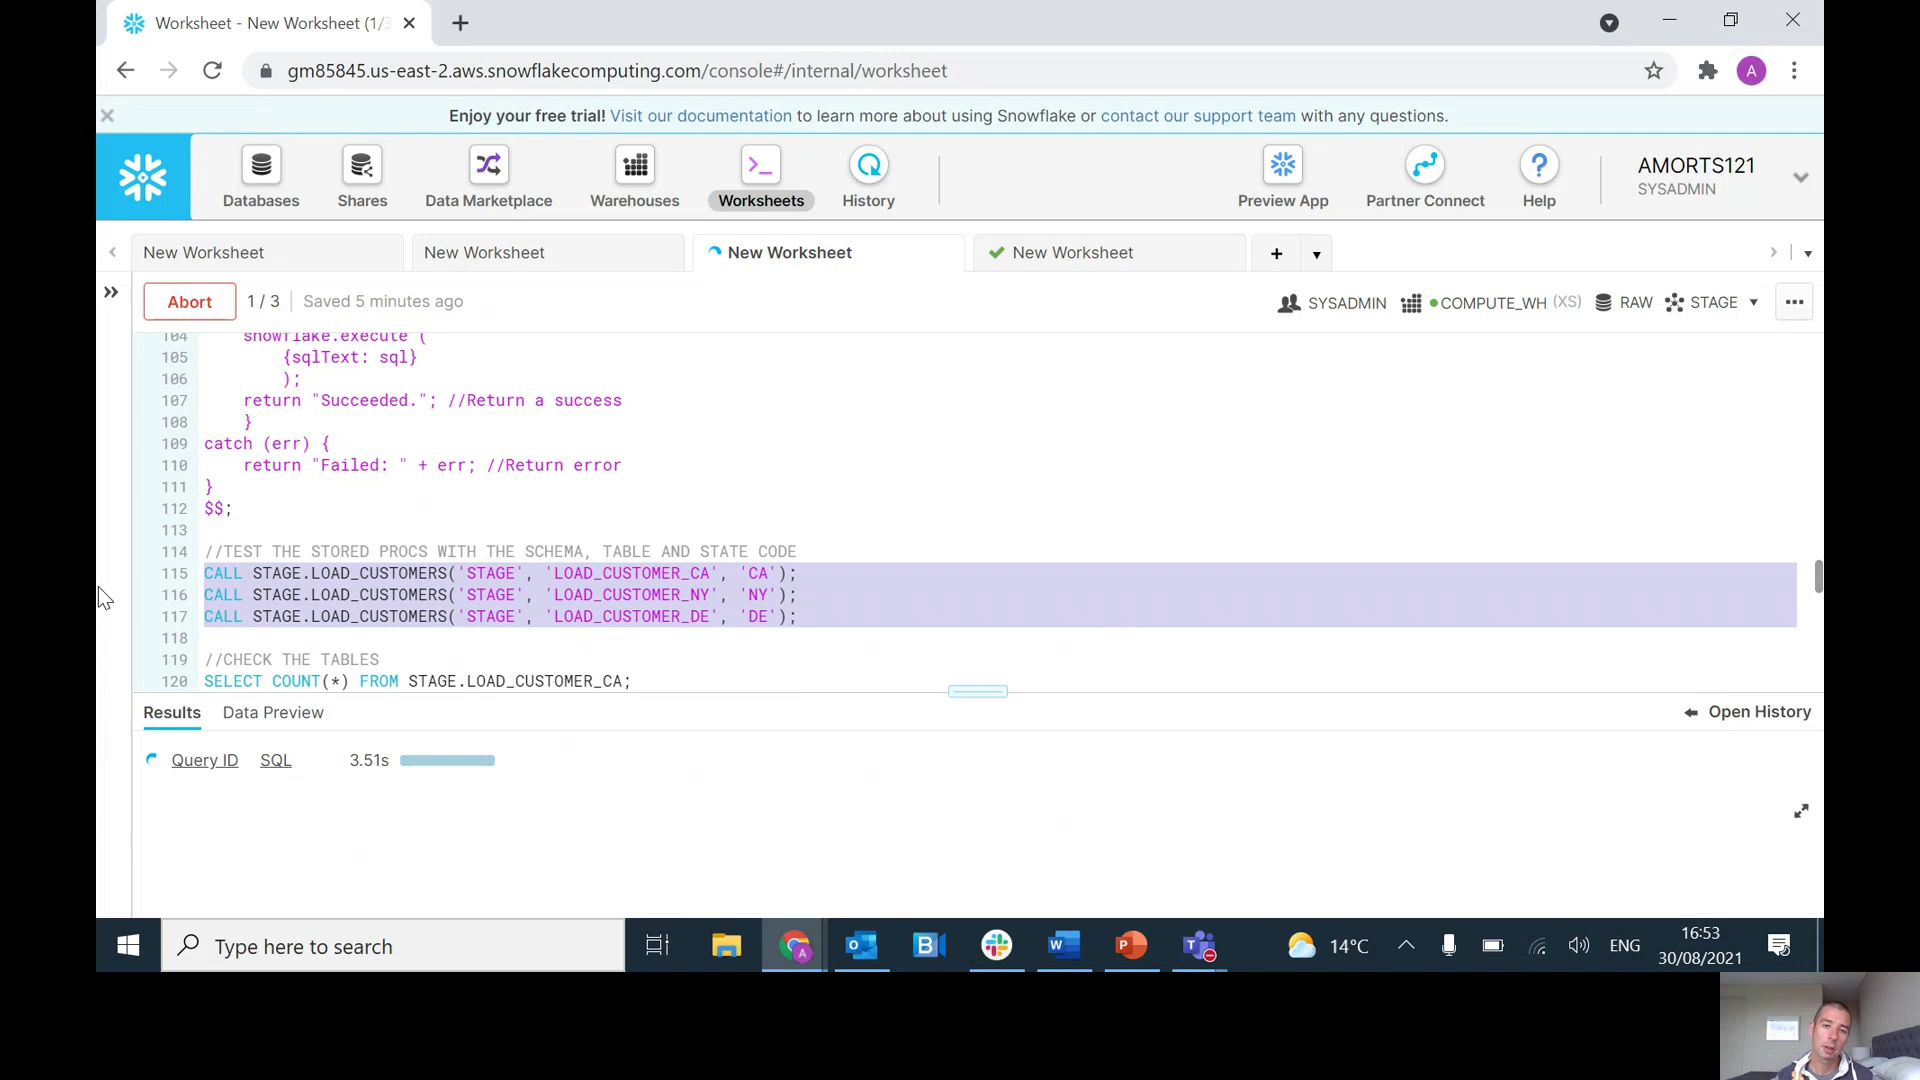 Worksheet - New Worksheet (1/3
gm85845.us-east-2.aws.snowflakecomputing.com/console#/internal/worksheet
A
Enjoy your free trial! Visit our documentation to learn more about using Snowflake or contact our support team with any questions.
Databases
Shares
Data Marketplace
Warehouses
Worksheets
History
Preview App
Partner Connect
Help
AMORTS121
SYSADMIN
New Worksheet
New Worksheet
New Worksheet
New Worksheet
Abort
1 / 3
Saved 5 minutes ago
SYSADMIN
COMPUTE_WH (XS)
RAW
STAGE
104 snowflake.execute (
105 {sqlText: sql}
106 );
107 return "Succeeded."; //Return a success
108 }
109 catch (err) {
110 return "Failed: " + err; //Return error
111 }
112 $$;
113
114 //TEST THE STORED PROCS WITH THE SCHEMA, TABLE AND STATE CODE
115 CALL STAGE.LOAD_CUSTOMERS('STAGE', 'LOAD_CUSTOMER_CA', 'CA');
116 CALL STAGE.LOAD_CUSTOMERS('STAGE', 'LOAD_CUSTOMER_NY', 'NY');
117 CALL STAGE.LOAD_CUSTOMERS('STAGE', 'LOAD_CUSTOMER_DE', 'DE');
118
119 //CHECK THE TABLES
120 SELECT COUNT(*) FROM STAGE.LOAD_CUSTOMER_CA;
Results
Data Preview
Open History
Query ID
SQL
3.51s
Type here to search
14°C
ENG
16:53
30/08/2021